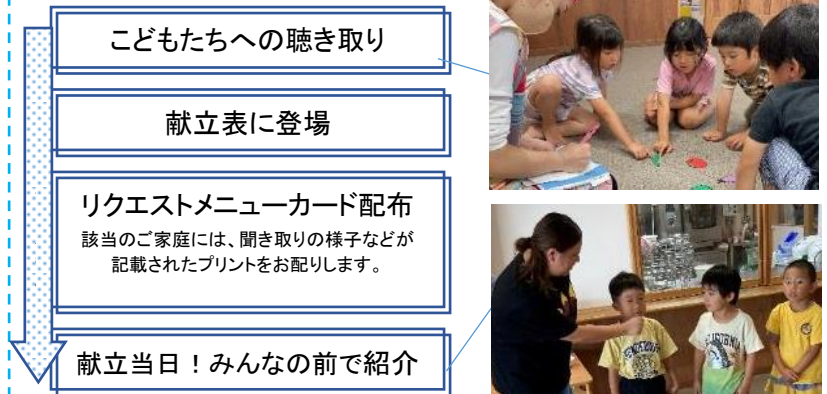 こどもたちへの聴き取り
献立表に登場
リクエストメニューカード配布
該当のご家庭には、聞き取りの様子などが
記載されたプリントをお配りします。
献立当日！みんなの前で紹介
CALIFORNIA